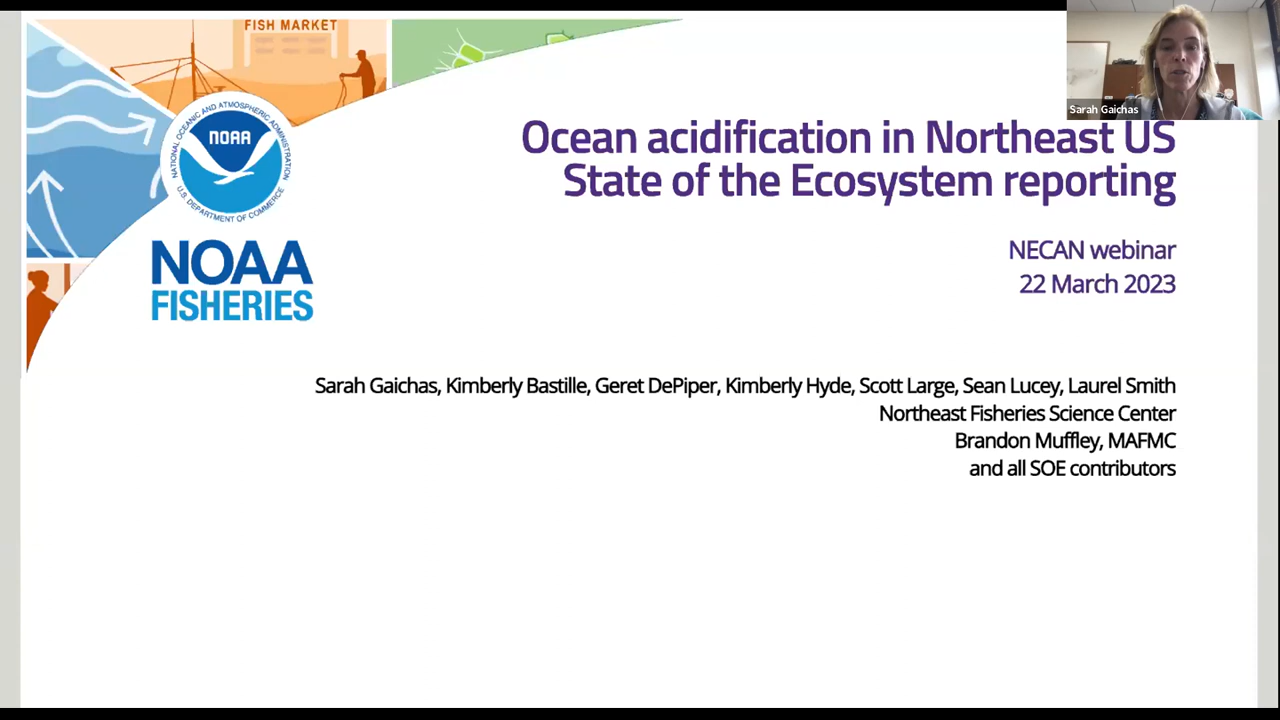 FISH MARKET
Sarah Gaichas
NATIONAL OCEANIC AND ATMOSPHERIC ADMINISTRATION
NOAA
U.S. DEPARTMENT OF COMMERCE
NOAA
FISHERIES
Ocean acidification in Northeast US
State of the Ecosystem reporting
NECAN webinar
22 March 2023
Sarah Gaichas, Kimberly Bastille, Geret DePiper, Kimberly Hyde, Scott Large, Sean Lucey, Laurel Smith
Northeast Fisheries Science Center
Brandon Muffley, MAFMC
and all SOE contributors